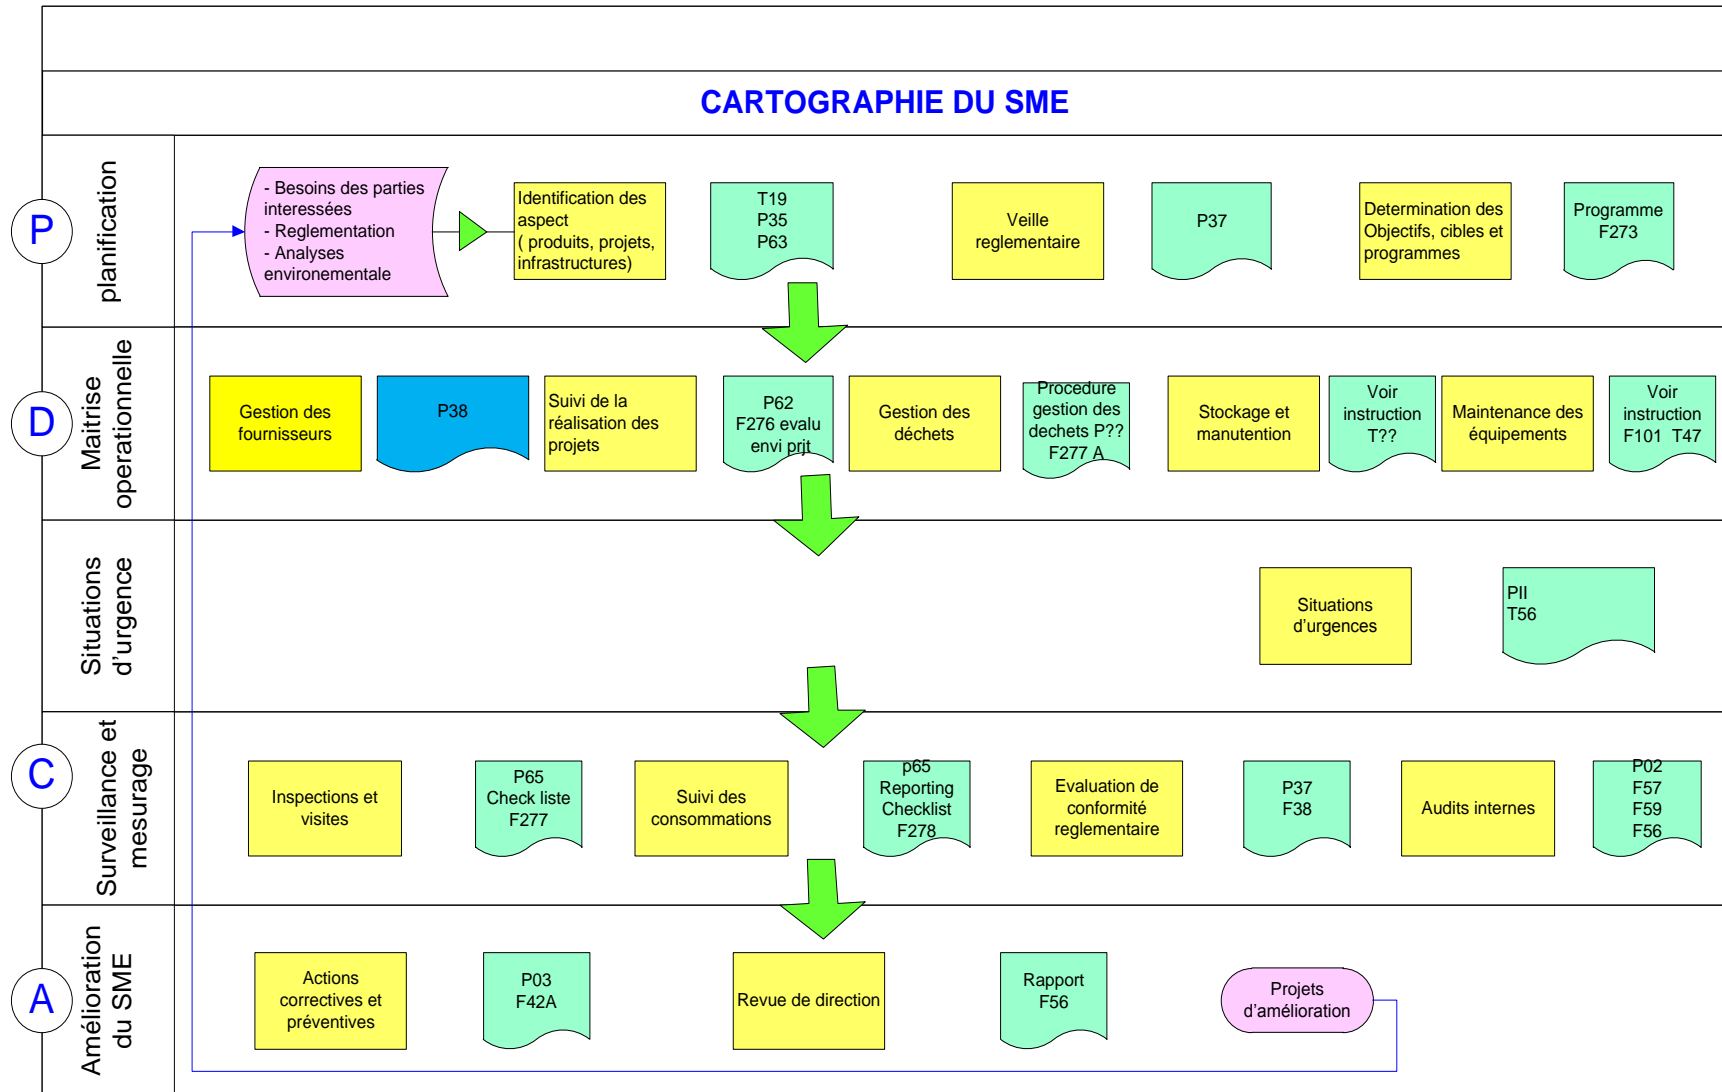 CARTOGRAPHIE DU SME
P
planification
- Besoins des parties
interessées
- Reglementation
- Analyses
environementale
Identification des
aspect
( produits, projets,
infrastructures)
T19
P35
P63
Veille
reglementaire
P37
Determination des
Objectifs, cibles et
programmes
Programme
F273
D
Maitrise
operationnelle
Gestion des
fournisseurs
P38
Suivi de la
réalisation des
projets
P62
F276 evalu
envi prjt
Gestion des
déchets
Procedure
gestion des
dechets P??
F277 A
Stockage et
manutention
Voir
instruction
T??
Maintenance des
équipements
Voir
instruction
F101 T47
Situations
d'urgence
Situations
d'urgences
PII
T56
C
Surveillance et
mesurage
Inspections et
visites
P65
Check liste
F277
Suivi des
consommations
p65
Reporting
Checklist
F278
Evaluation de
conformité
reglementaire
P37
F38
Audits internes
P02
F57
F59
F56
A
Amélioration
du SME
Actions
correctives et
préventives
P03
F42A
Revue de direction
Rapport
F56
Projets
d'amélioration